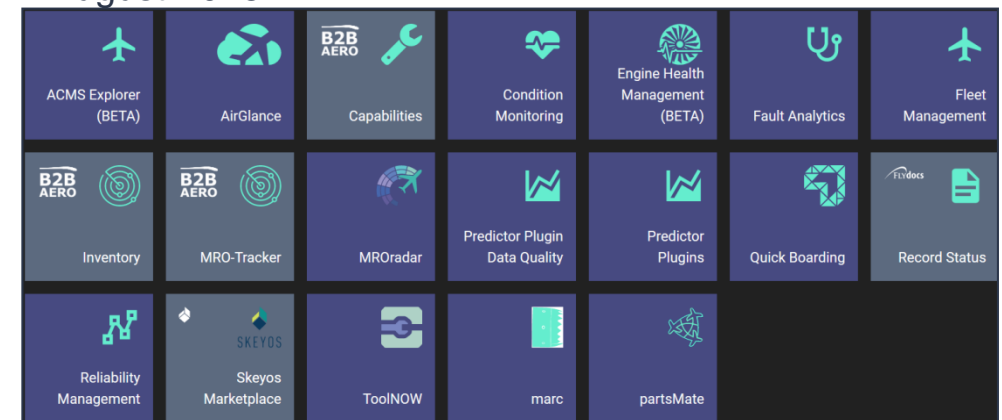 B2B
AERO
ACMS Explorer
(BETA)
AirGlance
Capabilities
Condition
Monitoring
Engine Health
Management
(BETA)
Fault Analytics
Fleet
Management
B2B
AERO
B2B
AERO
FLYdocs
Inventory
MRO-Tracker
MROradar
Predictor Plugin
Data Quality
Predictor
Plugins
Quick Boarding
Record Status
SKEYOS
Reliability
Management
Skeyos
Marketplace
ToolNOW
marc
partsMate